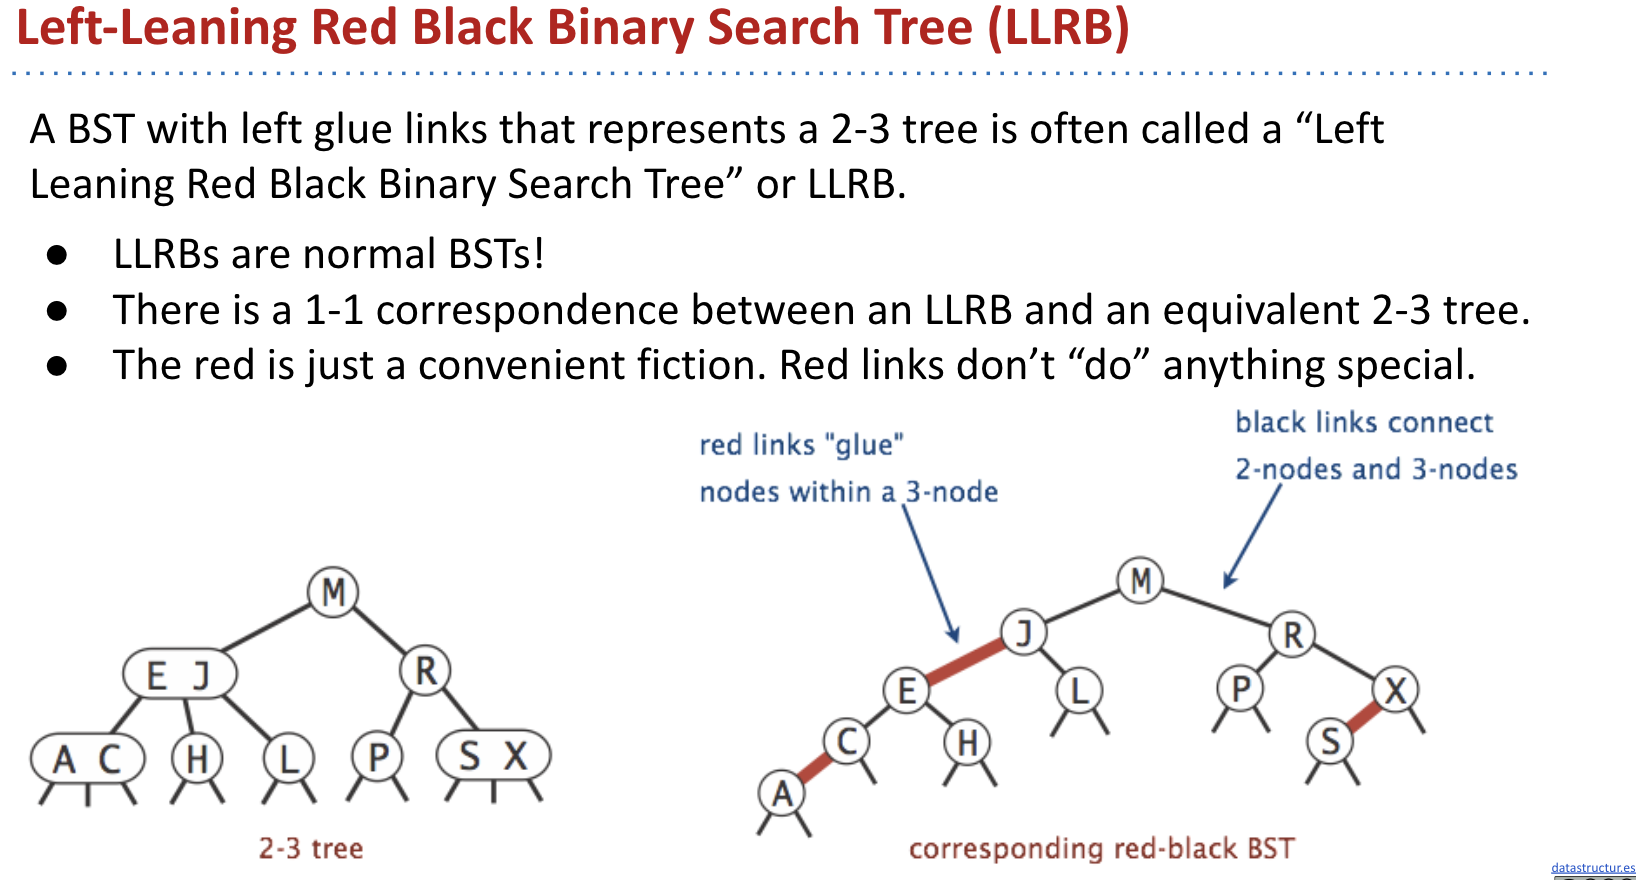 Left-Leaning Red Black Binary Search Tree (LLRB)
A BST with left glue links that represents a 2-3 tree is often called a “Left
Leaning Red Black Binary Search Tree” or LLRB.
● LLRBs are normal BSTs!
● There is a 1-1 correspondence between an LLRB and an equivalent 2-3 tree.
● The red is just a convenient fiction. Red links don’t “do” anything special.
red links "glue"
nodes within a 3-node
black links connect
2-nodes and 3-nodes
M
E J
R
A C
H
L
P
S X
2-3 tree
M
J
R
E
L
P
X
C
H
S
A
corresponding red-black BST
datastructur.es